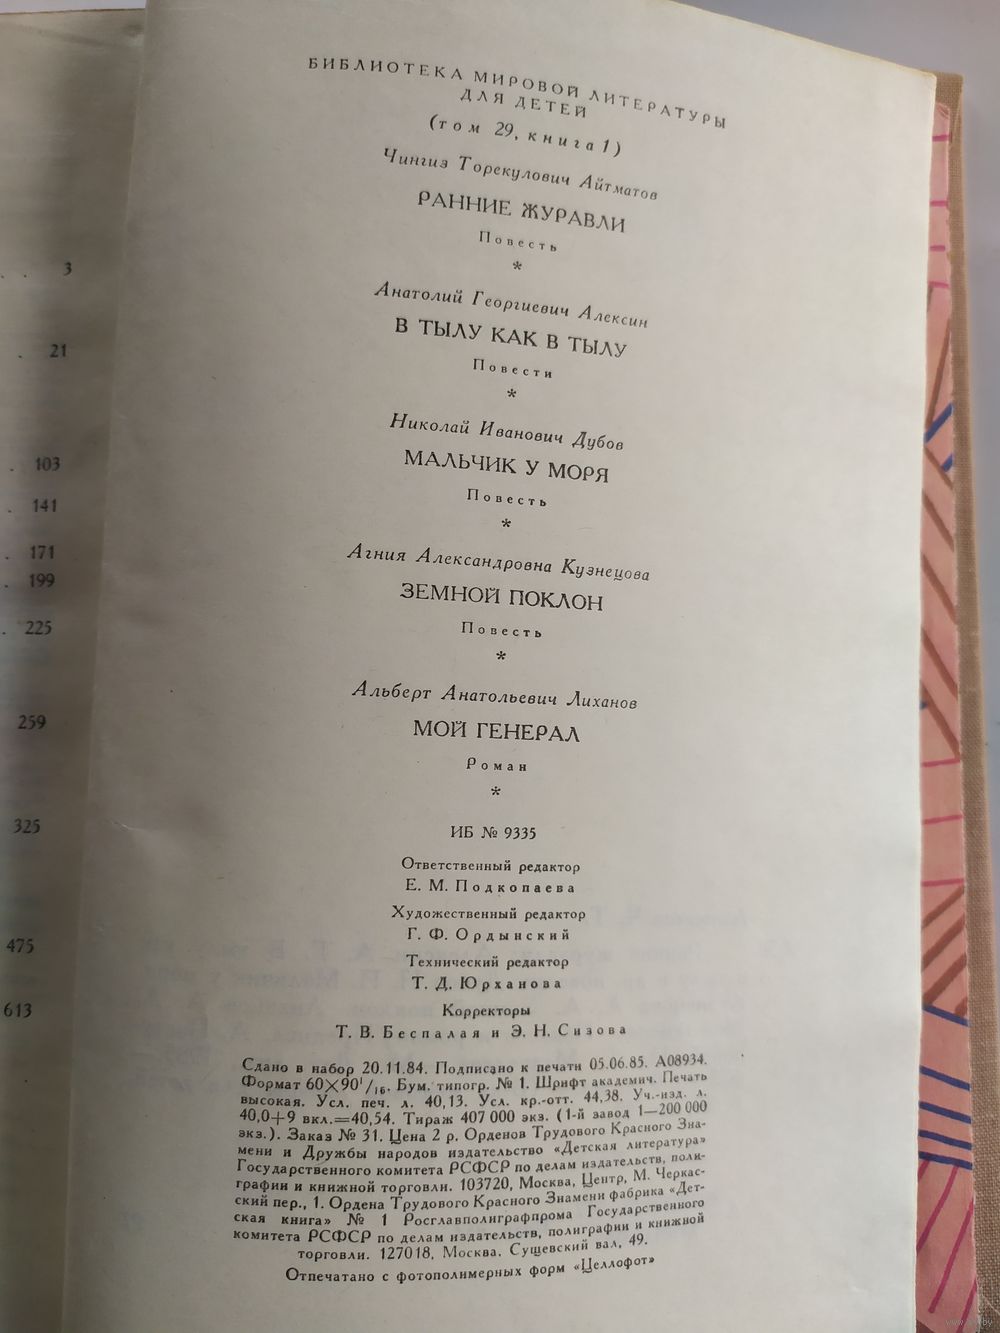 БИБЛИОТЕКА МИРОВОЙ ЛИТЕРАТУРЫ
ДЛЯ ДЕТЕЙ
(том 29, книга 1)
Чингиз Торекулович Айтматов
РАННИЕ ЖУРАВЛИ
Повесть
*
Анатолий Георгиевич Алексин
В ТЫЛУ КАК В ТЫЛУ
Повести
*
Николай Иванович Дубов
МАЛЬЧИК У МОРЯ
Повесть
*
Агния Александровна Кузнецова
ЗЕМНОЙ ПОКЛОН
Повесть
*
Альберт Анатольевич Лиханов
МОЙ ГЕНЕРАЛ
Роман
*
ИБ № 9335
Ответственный редактор
Е. М. Подкопаева
Художественный редактор
Г. Ф. Ордынский
Технический редактор
Т. Д. Юрханова
Корректоры
Т. В. Беспалая и Э. Н. Сизова
Сдано в набор 20.11.84. Подписано к печати 05.06.85. А08934.
Формат 60×90¹/₁₆. Бум. типогр. № 1. Шрифт академич. Печать
высокая. Усл. печ. л. 40,13. Усл. кр.-отт. 44,38. Уч.-изд. л.
40,0+9 вкл.=40,54. Тираж 407 000 экз. (1-й завод 1—200 000
экз.). Заказ № 31. Цена 2 р. Орденов Трудового Красного Зна-
мени и Дружбы народов издательство «Детская литература»
Государственного комитета РСФСР по делам издательств, поли-
графии и книжной торговли. 103720, Москва, Центр, М. Черкас-
ский пер., 1. Ордена Трудового Красного Знамени фабрика «Дет-
ская книга» № 1 Росглавполиграфпрома Государственного
комитета РСФСР по делам издательств, полиграфии и книжной
торговли. 127018, Москва, Сущевский вал, 49.
Отпечатано с фотополимерных форм «Целлофот»
3
21
103
141
171
199
225
259
325
475
613